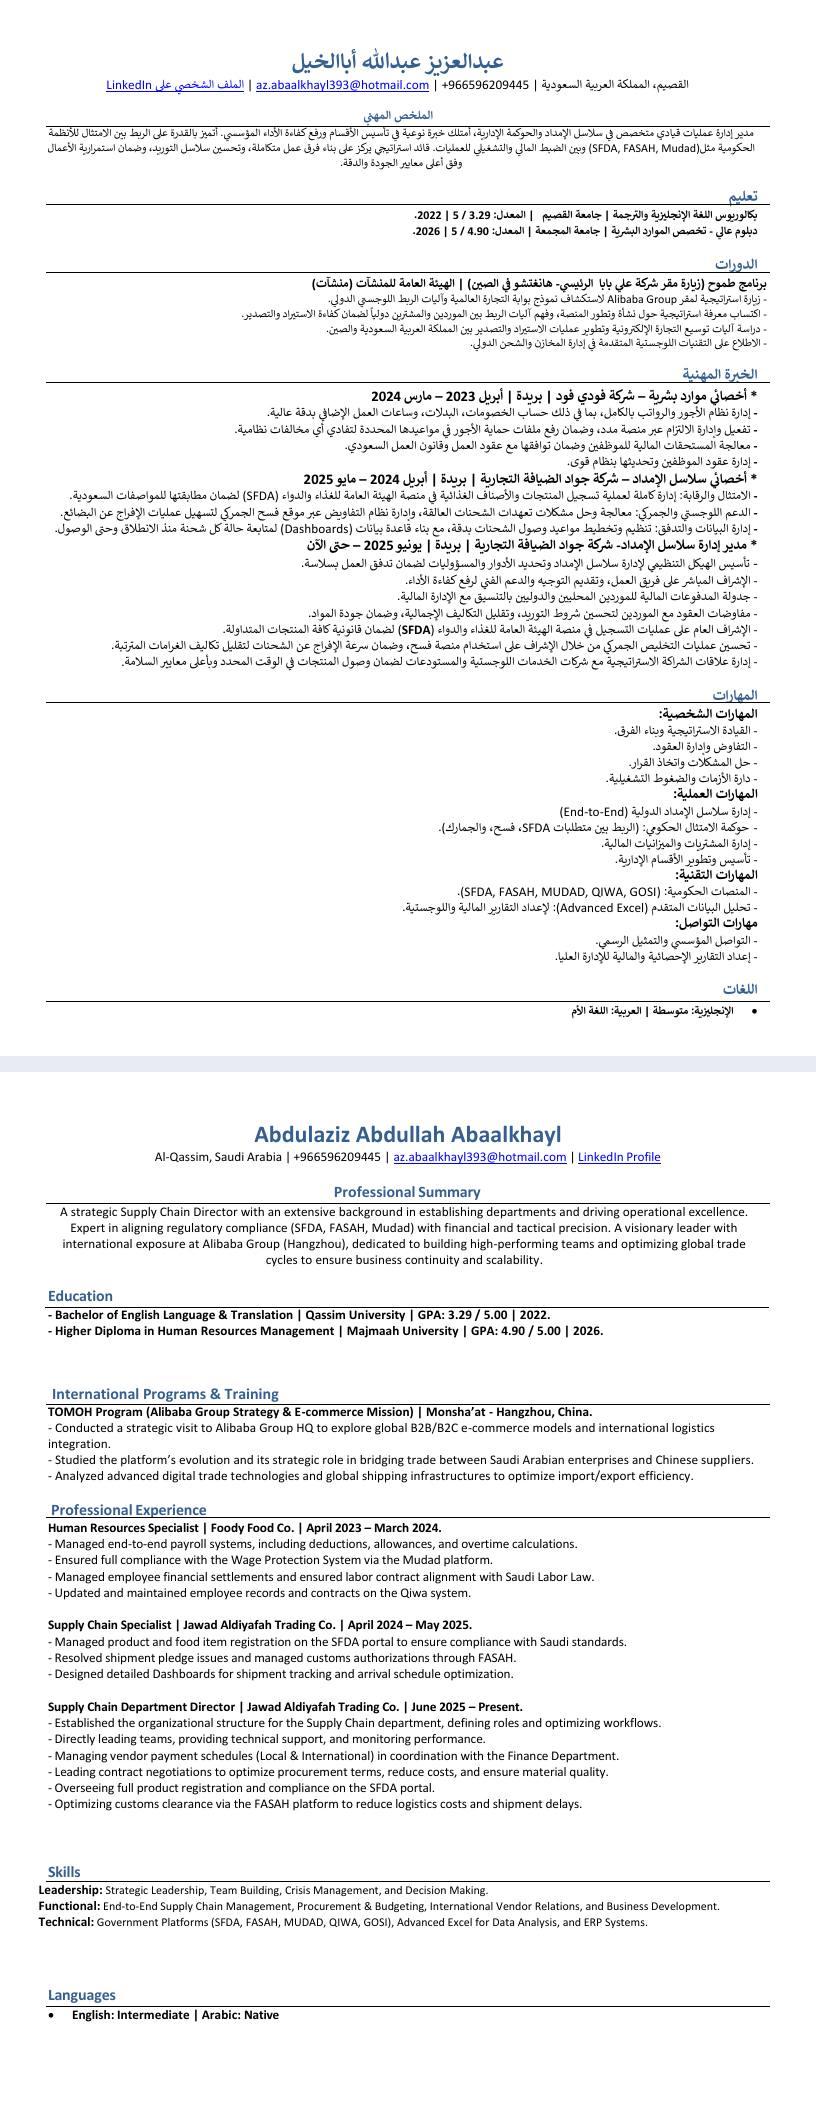 عبدالعزيز عبدالله أباالخيل
القصيم، المملكة العربية السعودية | +966596209445 | az.abaalkhayl393@hotmail.com | الملف الشخصي على LinkedIn
الملخص المهني
مدير إدارة عمليات قيادي متخصص في سلاسل الإمداد والحوكمة الإدارية، أمتلك خبرة نوعية في تأسيس الأقسام ورفع كفاءة الأداء المؤسسي. أتميز بالقدرة على الربط بين الامتثال للأنظمة
الحكومية مثل(SFDA, FASAH, Mudad) وبين الضبط المالي والتشغيلي للعمليات. قائد استراتيجي يركز على بناء فرق عمل متكاملة، وتحسين سلاسل التوريد، وضمان استمرارية الأعمال
وفق أعلى معايير الجودة والدقة.
تعليم
بكالوريوس اللغة الإنجليزية والترجمة | جامعة القصيم | المعدل: 3.29 / 5 | 2022.
دبلوم عالي - تخصص الموارد البشرية | جامعة المجمعة | المعدل: 4.90 / 5 | 2026.
الدورات
برنامج طموح (زيارة مقر شركة علي بابا الرئيسي- هانغتشو في الصين) | الهيئة العامة للمنشآت (منشآت)
- زيارة استراتيجية لمقر Alibaba Group لاستكشاف نموذج بوابة التجارة العالمية وآليات الربط اللوجستي الدولي.
- اكتساب معرفة استراتيجية حول نشأة وتطور المنصة، وفهم آليات الربط بين الموردين والمشترين دولياً لضمان كفاءة الاستيراد والتصدير.
- دراسة آليات توسيع التجارة الإلكترونية وتطوير عمليات الاستيراد والتصدير بين المملكة العربية السعودية والصين.
- الاطلاع على التقنيات اللوجستية المتقدمة في إدارة المخازن والشحن الدولي.
الخبرة المهنية
* أخصائي موارد بشرية – شركة فودي فود | بريدة | أبريل 2023 – مارس 2024
- إدارة نظام الأجور والرواتب بالكامل، بما في ذلك حساب الخصومات، البدلات، وساعات العمل الإضافي بدقة عالية.
- تفعيل وإدارة الالتزام عبر منصة مدد، وضمان رفع ملفات حماية الأجور في مواعيدها المحددة لتفادي أي مخالفات نظامية.
- معالجة المستحقات المالية للموظفين وضمان توافقها مع عقود العمل وقانون العمل السعودي.
- إدارة عقود الموظفين وتحديثها بنظام قوى.
* أخصائي سلاسل الإمداد – شركة جواد الضيافة التجارية | بريدة | أبريل 2024 – مايو 2025
- الامتثال والرقابة: إدارة كاملة لعملية تسجيل المنتجات والأصناف الغذائية في منصة الهيئة العامة للغذاء والدواء (SFDA) لضمان مطابقتها للمواصفات السعودية.
- الدعم اللوجستي والجمركي: معالجة وحل مشكلات تعهدات الشحنات العالقة، وإدارة نظام التفاويض عبر موقع فسح الجمركي لتسهيل عمليات الإفراج عن البضائع.
- إدارة البيانات والتدفق: تنظيم وتخطيط مواعيد وصول الشحنات بدقة، مع بناء قاعدة بيانات (Dashboards) لمتابعة حالة كل شحنة منذ الانطلاق وحتى الوصول.
* مدير إدارة سلاسل الإمداد- شركة جواد الضيافة التجارية | بريدة | يونيو 2025 – حتى الآن
- تأسيس الهيكل التنظيمي لإدارة سلاسل الإمداد وتحديد الأدوار والمسؤوليات لضمان تدفق العمل بسلاسة.
- الإشراف المباشر على فريق العمل، وتقديم التوجيه والدعم الفني لرفع كفاءة الأداء.
- جدولة المدفوعات المالية للموردين المحليين والدوليين بالتنسيق مع الإدارة المالية.
- مفاوضات العقود مع الموردين لتحسين شروط التوريد، وتقليل التكاليف الإجمالية، وضمان جودة المواد.
- الإشراف العام على عمليات التسجيل في منصة الهيئة العامة للغذاء والدواء (SFDA) لضمان قانونية كافة المنتجات المتداولة.
- تحسين عمليات التخليص الجمركي من خلال الإشراف على استخدام منصة فسح، وضمان سرعة الإفراج عن الشحنات لتقليل تكاليف الغرامات المترتبة.
- إدارة علاقات الشراكة الاستراتيجية مع شركات الخدمات اللوجستية والمستودعات لضمان وصول المنتجات في الوقت المحدد وبأعلى معايير السلامة.
المهارات
المهارات الشخصية:
- القيادة الاستراتيجية وبناء الفرق.
- التفاوض وإدارة العقود.
- حل المشكلات واتخاذ القرار.
- دارة الأزمات والضغوط التشغيلية.
المهارات العملية:
- إدارة سلاسل الإمداد الدولية (End-to-End)
- حوكمة الامتثال الحكومي: (الربط بين متطلبات SFDA، فسح، والجمارك).
- إدارة المشتريات والميزانيات المالية.
- تأسيس وتطوير الأقسام الإدارية.
المهارات التقنية:
- المنصات الحكومية: (SFDA, FASAH, MUDAD, QIWA, GOSI).
- تحليل البيانات المتقدم (Advanced Excel): لإعداد التقارير المالية واللوجستية.
مهارات التواصل:
- التواصل المؤسسي والتمثيل الرسمي.
- إعداد التقارير الإحصائية والمالية للإدارة العليا.
اللغات
• الإنجليزية: متوسطة | العربية: اللغة الأم
Abdulaziz Abdullah Abaalkhayl
Al-Qassim, Saudi Arabia | +966596209445 | az.abaalkhayl393@hotmail.com | LinkedIn Profile
Professional Summary
A strategic Supply Chain Director with an extensive background in establishing departments and driving operational excellence.
Expert in aligning regulatory compliance (SFDA, FASAH, Mudad) with financial and tactical precision. A visionary leader with
international exposure at Alibaba Group (Hangzhou), dedicated to building high-performing teams and optimizing global trade
cycles to ensure business continuity and scalability.
Education
- Bachelor of English Language & Translation | Qassim University | GPA: 3.29 / 5.00 | 2022.
- Higher Diploma in Human Resources Management | Majmaah University | GPA: 4.90 / 5.00 | 2026.
International Programs & Training
TOMOH Program (Alibaba Group Strategy & E-commerce Mission) | Monsha’at - Hangzhou, China.
- Conducted a strategic visit to Alibaba Group HQ to explore global B2B/B2C e-commerce models and international logistics
integration.
- Studied the platform’s evolution and its strategic role in bridging trade between Saudi Arabian enterprises and Chinese suppliers.
- Analyzed advanced digital trade technologies and global shipping infrastructures to optimize import/export efficiency.
Professional Experience
Human Resources Specialist | Foody Food Co. | April 2023 – March 2024.
- Managed end-to-end payroll systems, including deductions, allowances, and overtime calculations.
- Ensured full compliance with the Wage Protection System via the Mudad platform.
- Managed employee financial settlements and ensured labor contract alignment with Saudi Labor Law.
- Updated and maintained employee records and contracts on the Qiwa system.
Supply Chain Specialist | Jawad Aldiyafah Trading Co. | April 2024 – May 2025.
- Managed product and food item registration on the SFDA portal to ensure compliance with Saudi standards.
- Resolved shipment pledge issues and managed customs authorizations through FASAH.
- Designed detailed Dashboards for shipment tracking and arrival schedule optimization.
Supply Chain Department Director | Jawad Aldiyafah Trading Co. | June 2025 – Present.
- Established the organizational structure for the Supply Chain department, defining roles and optimizing workflows.
- Directly leading teams, providing technical support, and monitoring performance.
- Managing vendor payment schedules (Local & International) in coordination with the Finance Department.
- Leading contract negotiations to optimize procurement terms, reduce costs, and ensure material quality.
- Overseeing full product registration and compliance on the SFDA portal.
- Optimizing customs clearance via the FASAH platform to reduce logistics costs and shipment delays.
Skills
Leadership: Strategic Leadership, Team Building, Crisis Management, and Decision Making.
Functional: End-to-End Supply Chain Management, Procurement & Budgeting, International Vendor Relations, and Business Development.
Technical: Government Platforms (SFDA, FASAH, MUDAD, QIWA, GOSI), Advanced Excel for Data Analysis, and ERP Systems.
Languages
• English: Intermediate | Arabic: Native